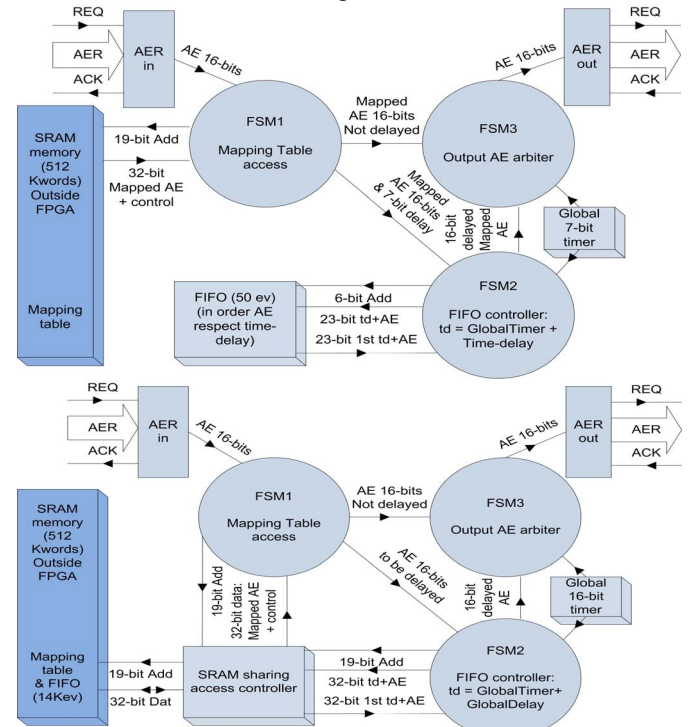 REQ
AER
ACK
AER
in
AE 16-bits
SRAM
memory
(512
Kwords)
Outside
FPGA
Mapping
table
19-bit Add
32-bit
Mapped AE
+ control
FSM1
Mapping Table
access
Mapped
AE 16-bits
Not delayed
Mapped
AE 16-bits
& 7-bit delay
FSM3
Output AE arbiter
AE 16-bits
AER
out
REQ
AER
ACK
16-bit
delayed
Mapped
AE
Global
7-bit
timer
FIFO (50 ev)
(in order AE
respect time-
delay)
6-bit Add
23-bit td+AE
23-bit 1st td+AE
FSM2
FIFO controller:
td = GlobalTimer +
Time-delay
REQ
AER
ACK
AER
in
AE 16-bits
SRAM
memory
(512
Kwords)
Outside
FPGA
Mapping
table
& FIFO
(14Kev)
FSM1
Mapping Table
access
AE 16-bits
Not delayed
AE 16-bits
to be delayed
FSM3
Output AE arbiter
AE 16-bits
AER
out
REQ
AER
ACK
19-bit Add
32-bit data:
Mapped AE
+ control
16-bit
delayed
AE
Global
16-bit
timer
19-bit Add
32-bit Dat
SRAM sharing
access controller
19-bit Add
32-bit td+AE
32-bit 1st td+AE
FSM2
FIFO controller:
td = GlobalTimer+
GlobalDelay